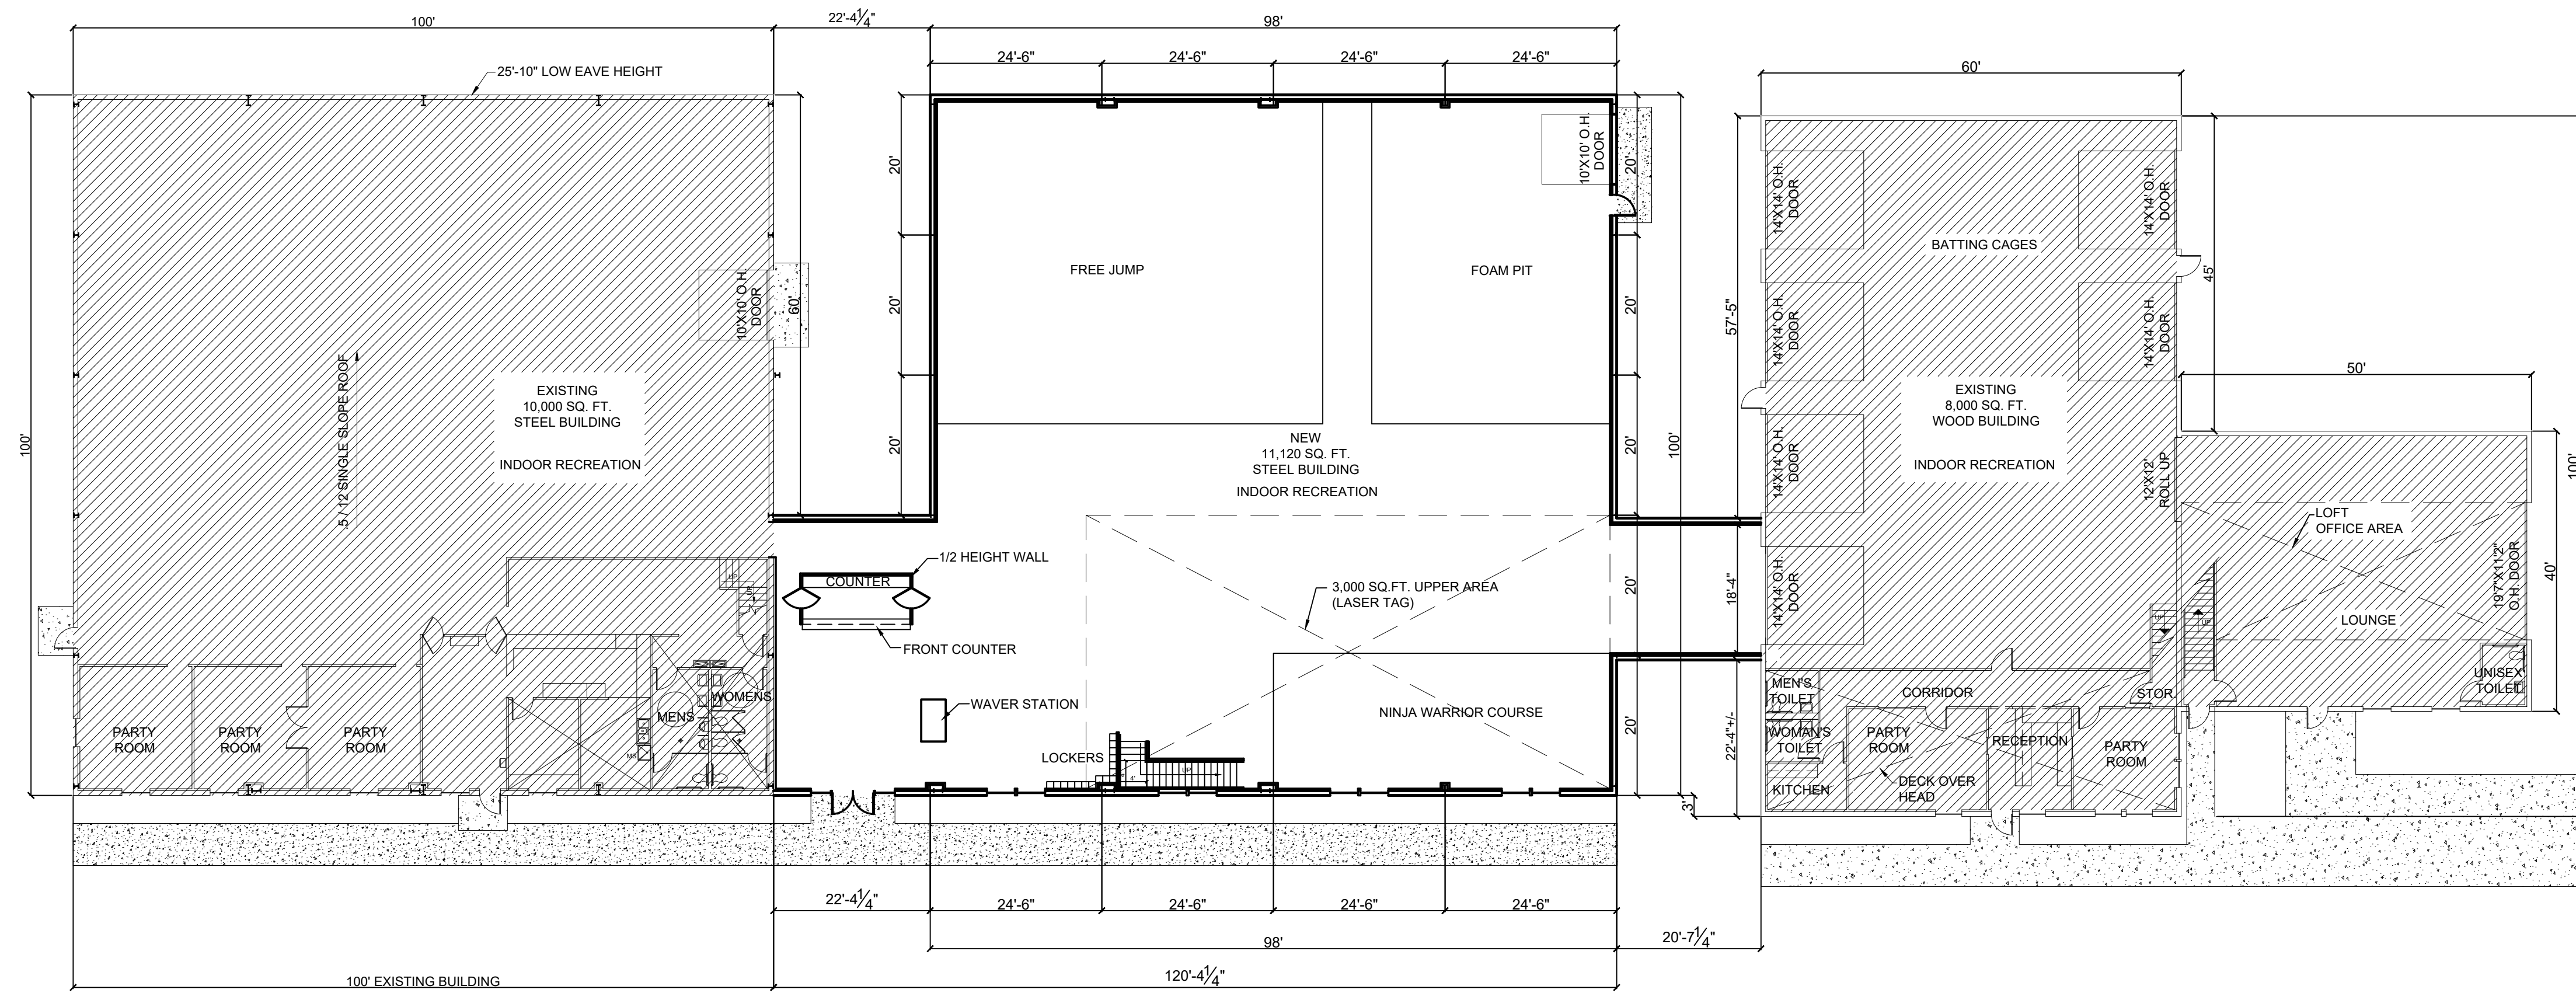 100'
22'-4 1/4"
98'
24'-6"
24'-6"
24'-6"
24'-6"
60'
25'-10" LOW EAVE HEIGHT
100'
.5 / 12 SINGLE SLOPE ROOF
EXISTING
10,000 SQ. FT.
STEEL BUILDING
INDOOR RECREATION
10'X10' O.H.
DOOR
60'
PARTY
ROOM
PARTY
ROOM
PARTY
ROOM
MENS
WOMENS
UP
UP
20'
20'
20'
FREE JUMP
FOAM PIT
10'X10' O.H.
DOOR
20'
20'
20'
20'
20'
100'
NEW
11,120 SQ. FT.
STEEL BUILDING
INDOOR RECREATION
1/2 HEIGHT WALL
COUNTER
FRONT COUNTER
3,000 SQ.FT. UPPER AREA
(LASER TAG)
WAVER STATION
NINJA WARRIOR COURSE
LOCKERS
4'
UP
57'-5"
18'-4"
22'-4"+/-
3'
14'X14' O.H.
DOOR
14'X14' O.H.
DOOR
14'X14' O.H.
DOOR
14'X14' O.H.
DOOR
14'X14' O.H.
DOOR
14'X14' O.H.
DOOR
BATTING CAGES
EXISTING
8,000 SQ. FT.
WOOD BUILDING
INDOOR RECREATION
12'X12'
ROLL UP
45'
50'
LOFT
OFFICE AREA
19'7"X11'2"
O.H. DOOR
40'
100'
LOUNGE
UNISEX
TOILET
UP
UP
MEN'S
TOILET
CORRIDOR
STOR.
WOMAN'S
TOILET
PARTY
ROOM
RECEPTION
PARTY
ROOM
KITCHEN
DECK OVER
HEAD
22'-4 1/4"
24'-6"
24'-6"
24'-6"
24'-6"
98'
20'-7 1/4"
100' EXISTING BUILDING
120'-4 1/4"